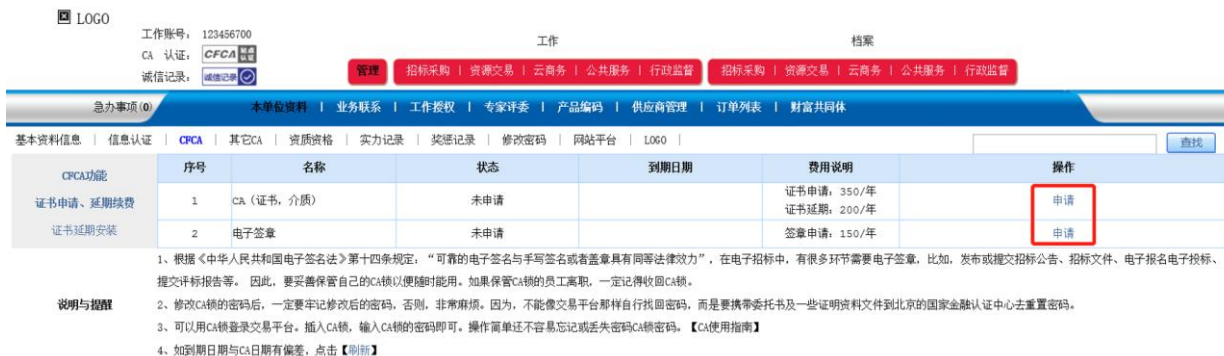 LOGO
工作账号： 123456700
CA 认证： CFCA
诚信记录： 诚信记录
工作 档案
管理 招标采购 | 资源交易 | 云商务 | 公共服务 | 行政监督 招标采购 | 资源交易 | 云商务 | 公共服务 | 行政监督
急办事项(0) 本单位资料 | 业务联系 | 工作授权 | 专家评委 | 产品编码 | 供应商管理 | 订单列表 | 财富共同体
基本资料信息 | 信息认证 | CFCA | 其它CA | 资质资格 | 实力记录 | 奖惩记录 | 修改密码 | 网站平台 | LOGO | 查找
CFCA功能
证书申请、延期续费
证书延期安装
序号 名称 状态 到期日期 费用说明 操作
1 CA（证书，介质） 未申请 证书申请：350/年 申请
证书延期：200/年
2 电子签章 未申请 签章申请：150/年 申请
说明与提醒
1、根据《中华人民共和国电子签名法》第十四条规定：“可靠的电子签名与手写签名或者盖章具有同等法律效力”，在电子招标中，有很多环节需要电子签章，比如，发布或提交招标公告、招标文件、电子报名电子投标、
提交评标报告等。 因此，要妥善保管自己的CA锁以便随时能用。如果保管CA锁的员工离职，一定记得收回CA锁。
2、修改CA锁的密码后，一定要牢记修改后的密码，否则，非常麻烦。因为，不能像交易平台那样自行找回密码，而是要携带委托书及一些证明资料文件到北京的国家金融认证中心去重置密码。
3、可以用CA锁登录交易平台。插入CA锁，输入CA锁的密码即可。操作简单还不容易忘记或丢失密码CA锁密码。【CA使用指南】
4、如到期日期与CA日期有偏差，点击【刷新】